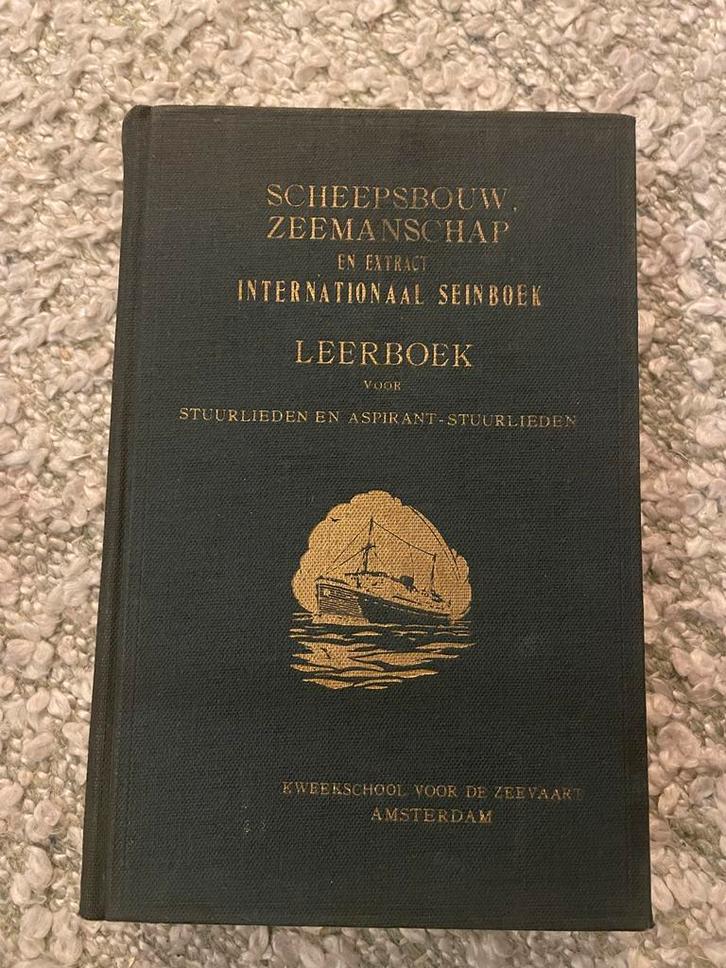 SCHEEPSBOUW,
ZEEMANSCHAP
EN EXTRACT
INTERNATIONAAL SEINBOEK
LEERBOEK
VOOR
STUURLIEDEN EN ASPIRANT-STUURLIEDEN
KWEEKSCHOOL VOOR DE ZEEVAART
AMSTERDAM